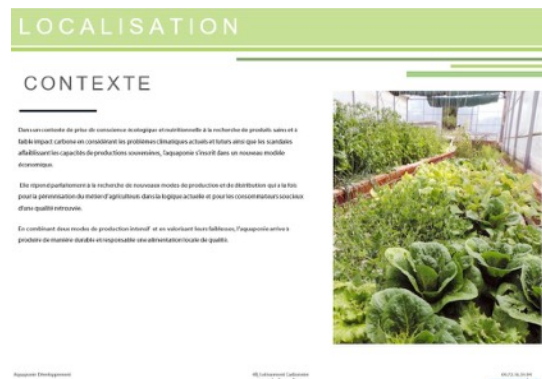 LOCALISATION
CONTEXTE
Dans un contexte de prise de conscience écologique et nutritionnelle à la recherche de produits sains et à
faible impact carbone en considérant les problèmes climatiques actuels et futurs ainsi que les scandales
affaiblissant les capacités de productions souveraines, l'aquaponie s'inscrit dans un nouveau modèle
économique.
Elle répond parfaitement à la recherche de nouveaux modes de production et de distribution qui a la fois
pour la pérennisation du métier d'agriculteurs dans la logique actuelle et pour les consommateurs soucieux
d'une qualité retrouvée.
En combinant deux modes de production intensif et en valorisant leurs faiblesses, l'aquaponie arrive à
produire de manière durable et responsable une alimentation locale de qualité.
Aquaponie Développement